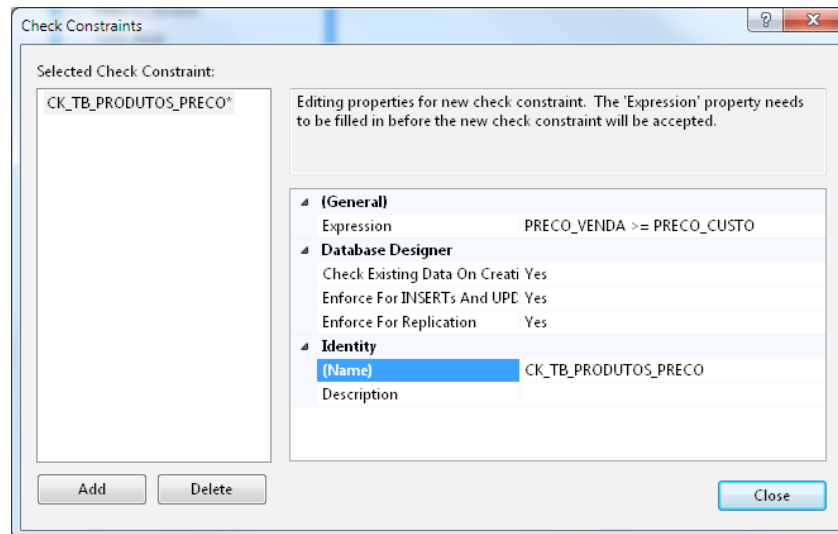 Check Constraints
Selected Check Constraint:
CK_TB_PRODUTOS_PRECO*
Editing properties for new check constraint. The 'Expression' property needs
to be filled in before the new check constraint will be accepted.
(General)
Expression PRECO_VENDA >= PRECO_CUSTO
Database Designer
Check Existing Data On Creati Yes
Enforce For INSERTs And UPD Yes
Enforce For Replication Yes
Identity
(Name) CK_TB_PRODUTOS_PRECO
Description
Add Delete
Close